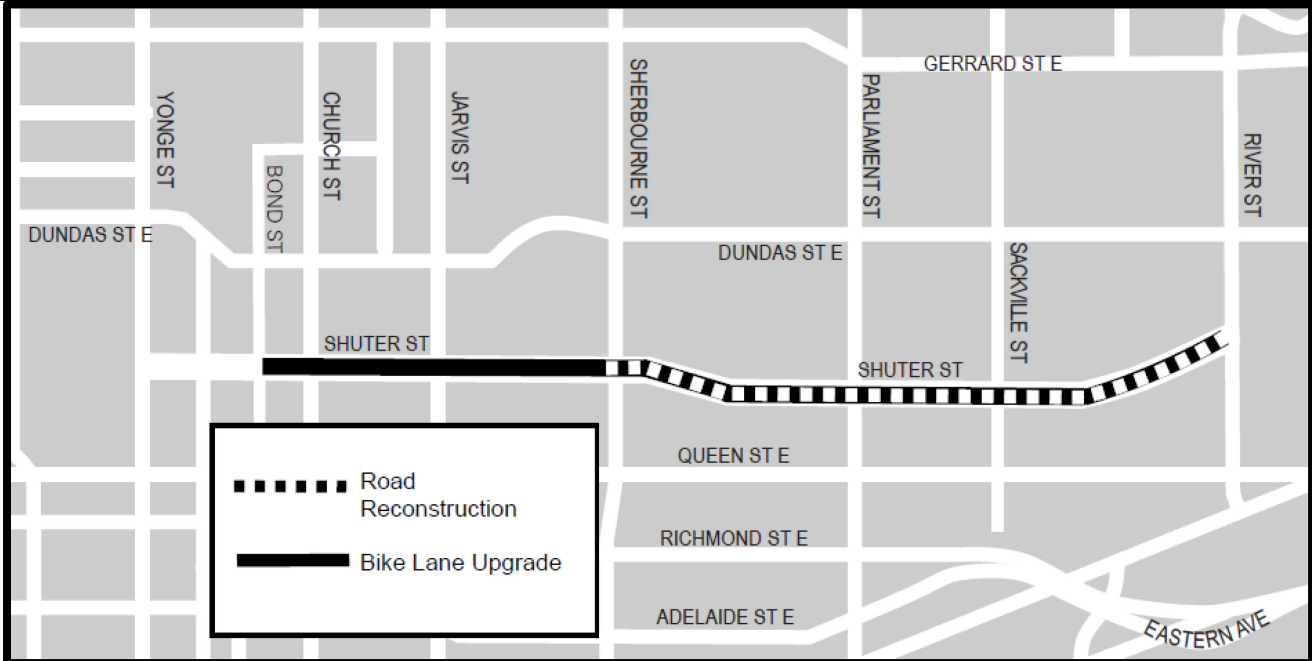 GERRARD ST E
YONGE ST
CHURCH ST
JARVIS ST
SHERBOURNE ST
PARLIAMENT ST
RIVER ST
BOND ST
DUNDAS ST E
DUNDAS ST E
SACKVILLE ST
SHUTER ST
SHUTER ST
QUEEN ST E
Road
Reconstruction
RICHMOND ST E
Bike Lane Upgrade
ADELAIDE ST E
EASTERN AVE